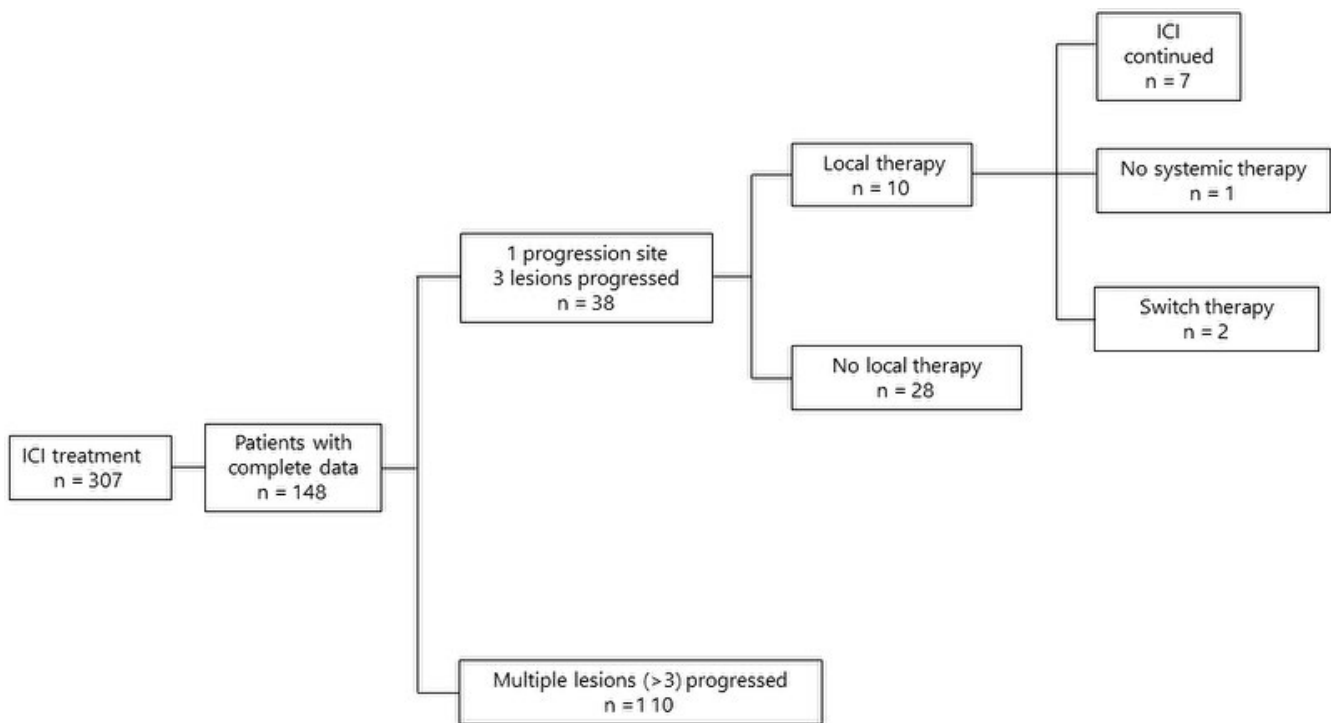 ICI treatment
n = 307
Patients with
complete data
n = 148
1 progression site
3 lesions progressed
n = 38
Multiple lesions (>3) progressed
n =1 10
Local therapy
n = 10
No local therapy
n = 28
ICI
continued
n = 7
No systemic therapy
n = 1
Switch therapy
n = 2